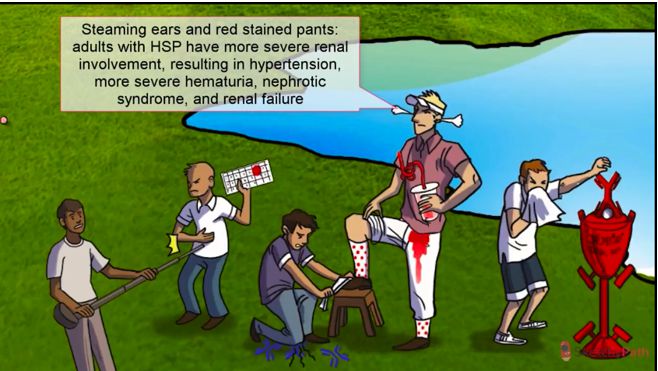 Steaming ears and red stained pants:
adults with HSP have more severe renal
involvement, resulting in hypertension,
more severe hematuria, nephrotic
syndrome, and renal failure